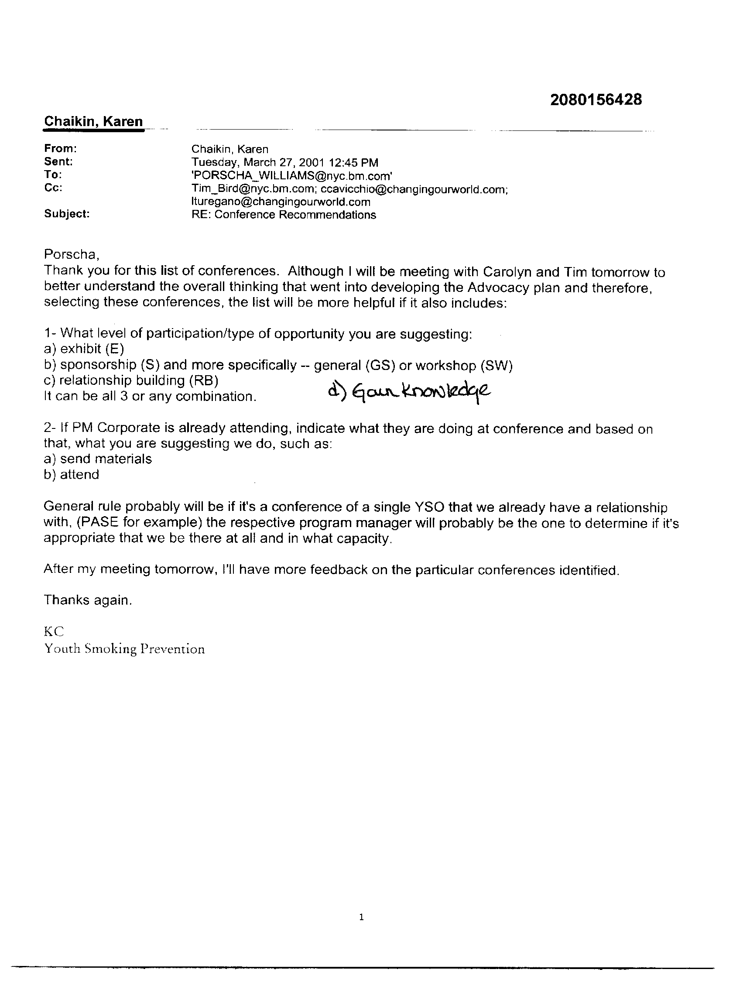 2080156428
Chaikin, Karen
From: Chaikin, Karen
Sent: Tuesday, March 27, 2001 12:45 PM
To: 'PORSCHA_WILLIAMS@nyc.bm.com'
Cc: Tim_Bird@nyc.bm.com; ccavicchio@changingourworld.com;
lturegano@changingourworld.com
Subject: RE: Conference Recommendations
Porscha,
Thank you for this list of conferences.  Although I will be meeting with Carolyn and Tim tomorrow to
better understand the overall thinking that went into developing the Advocacy plan and therefore,
selecting these conferences, the list will be more helpful if it also includes:
1- What level of participation/type of opportunity you are suggesting:
a) exhibit (E)
b) sponsorship (S) and more specifically -- general (GS) or workshop (SW)
c) relationship building (RB)
It can be all 3 or any combination. d) Gain Knowledge
2- If PM Corporate is already attending, indicate what they are doing at conference and based on
that, what you are suggesting we do, such as:
a) send materials
b) attend
General rule probably will be if it's a conference of a single YSO that we already have a relationship
with, (PASE for example) the respective program manager will probably be the one to determine if it's
appropriate that we be there at all and in what capacity.
After my meeting tomorrow, I'll have more feedback on the particular conferences identified.
Thanks again.
KC
Youth Smoking Prevention
1